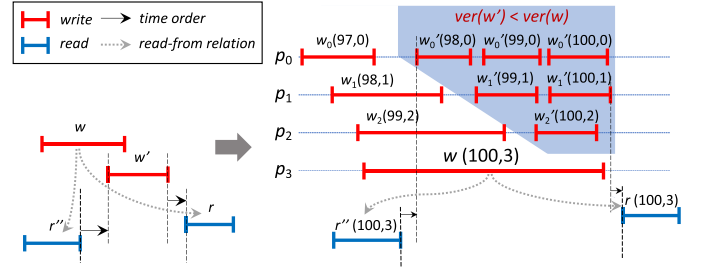 write → time order
read read-from relation
ver(w′) < ver(w)
w₀(97,0) w₀′(98,0) w₀′(99,0) w₀′(100,0)
p₀
w₁(98,1) w₁′(99,1) w₁′(100,1)
p₁
w₂(99,2) w₂′(100,2)
p₂
w (100,3)
p₃
w
w′
r′′ r
r′′ (100,3) r (100,3)